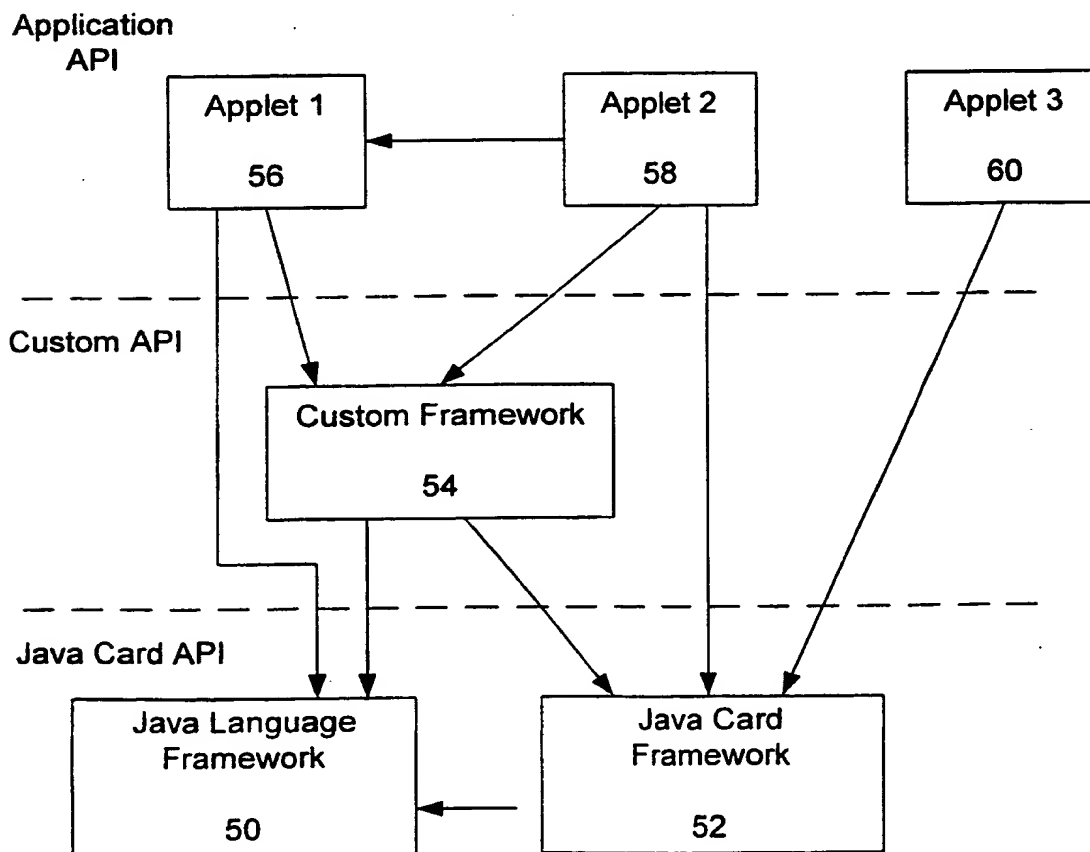 Application
API
Applet 1
56
Applet 2
58
Applet 3
60
Custom API
Custom Framework
54
Java Card API
Java Language
Framework
50
Java Card
Framework
52